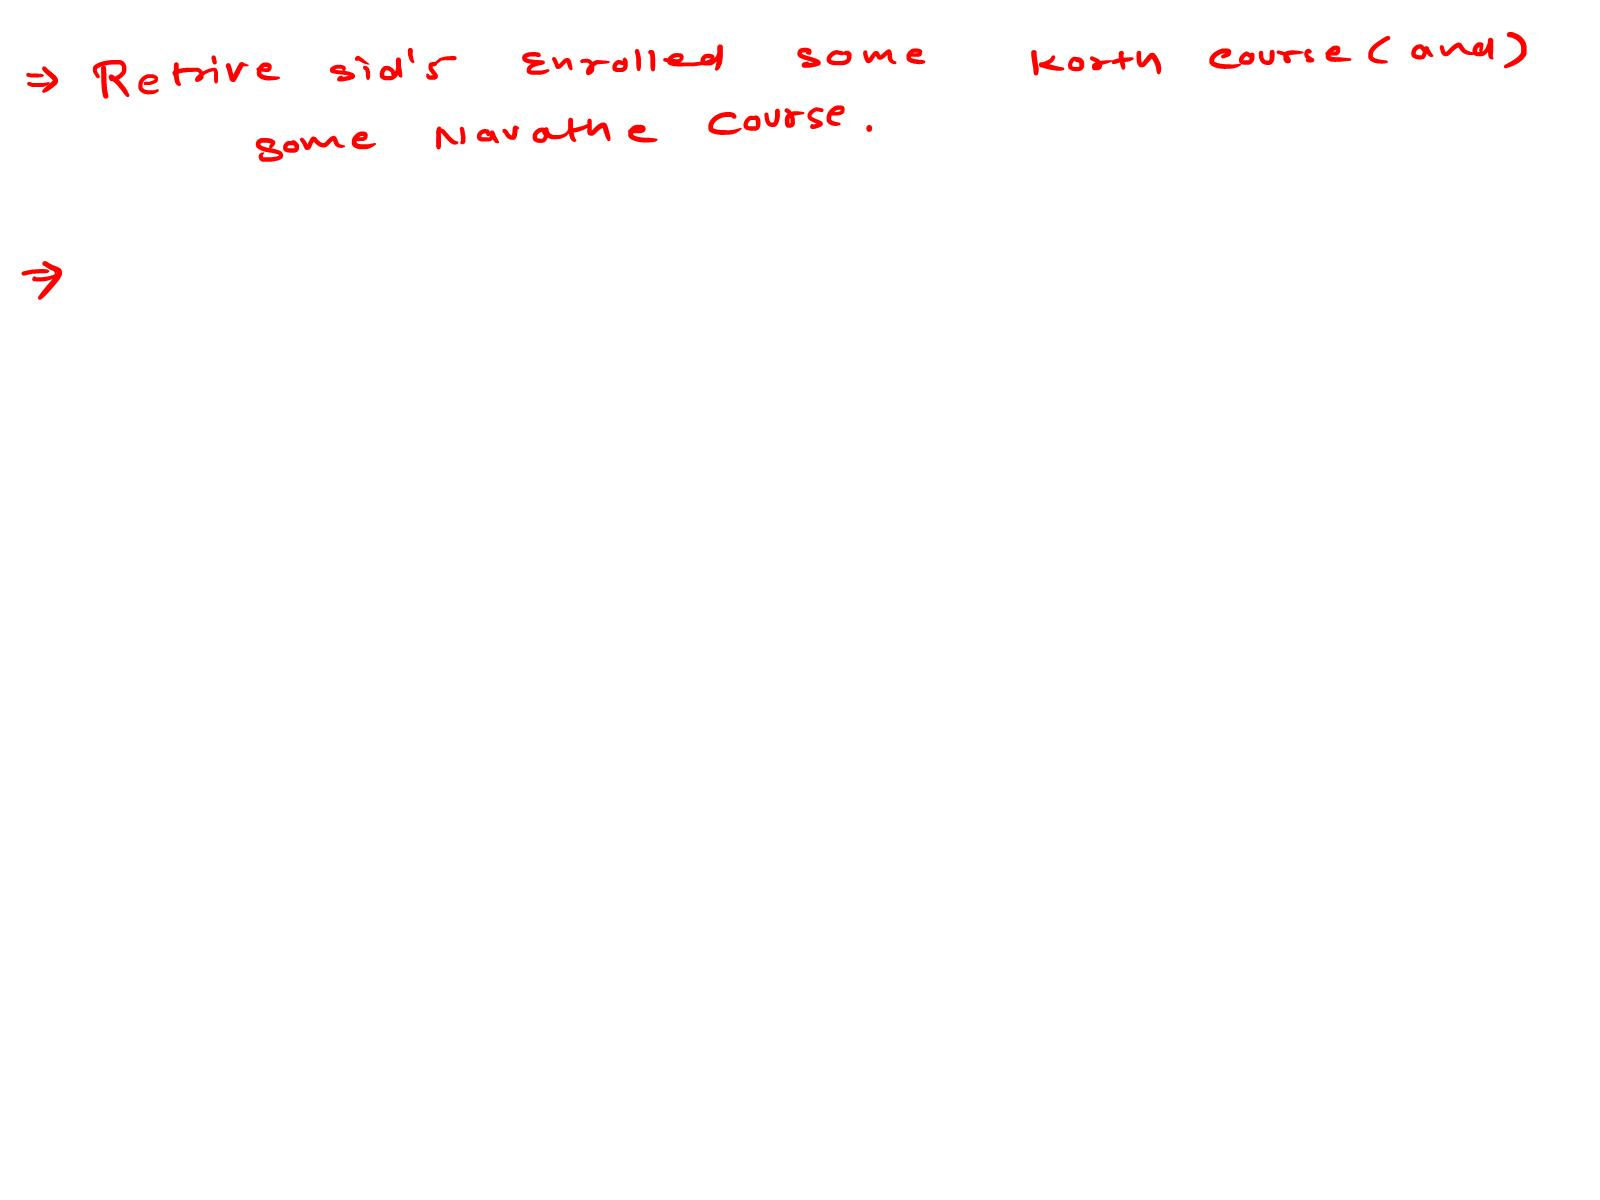 ⇒ Retrive sid's Enrolled some korth course (and)
some Navathe Course.
⇒